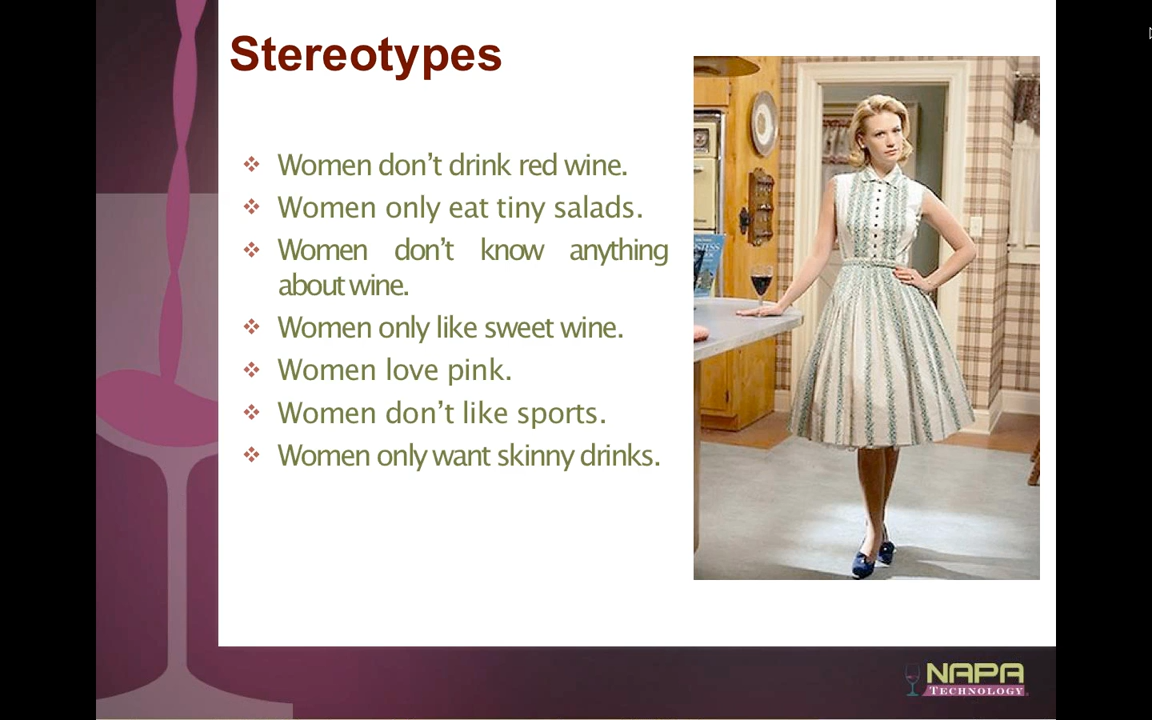 Stereotypes
Women don't drink red wine.
Women only eat tiny salads.
Women don't know anything
about wine.
Women only like sweet wine.
Women love pink.
Women don't like sports.
Women only want skinny drinks.
NAPA
TECHNOLOGY